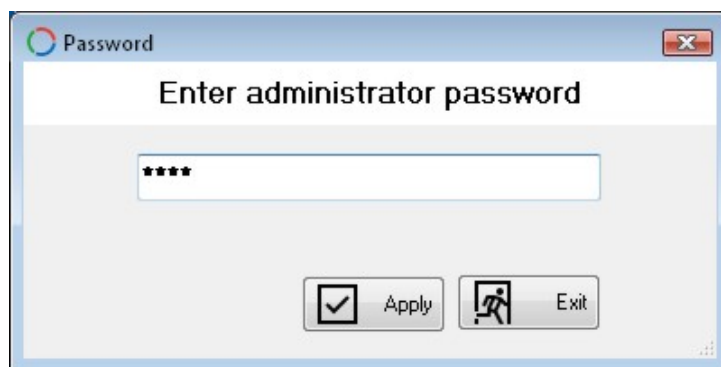 Password
Enter administrator password
****
Apply
Exit